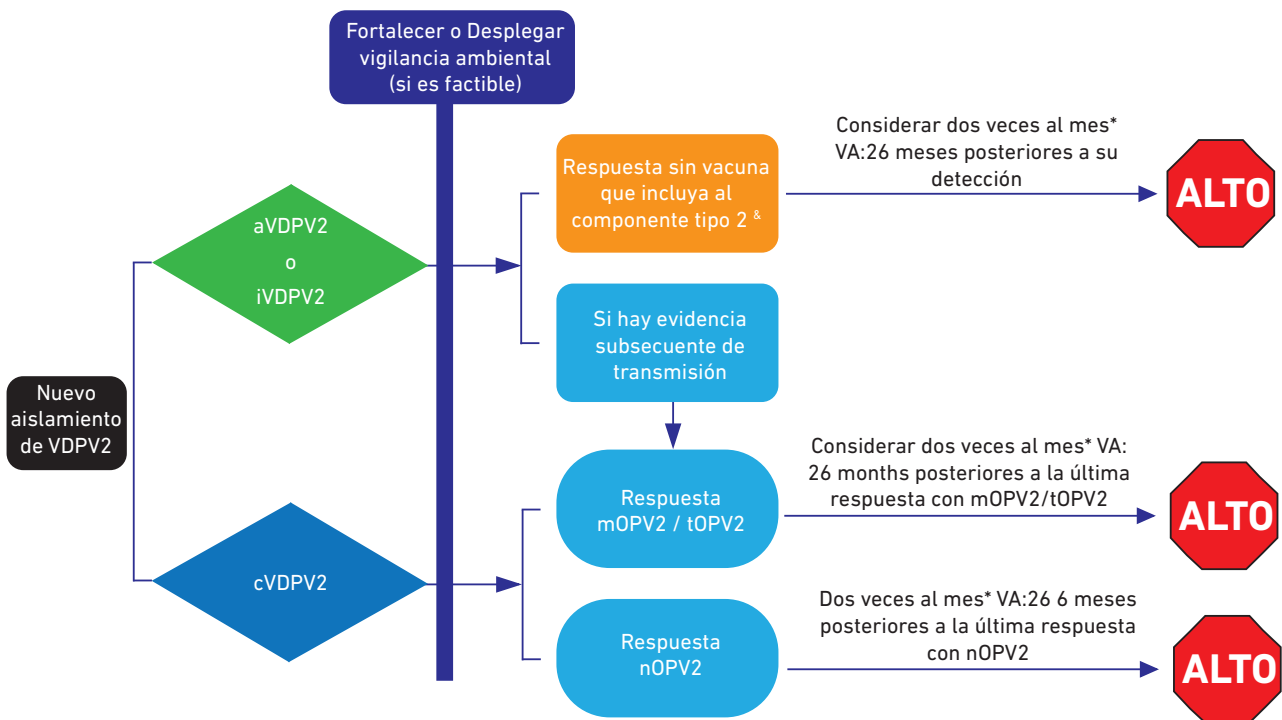 Fortalecer o Desplegar
vigilancia ambiental
(si es factible)
Nuevo
aislamiento
de VDPV2
aVDPV2
o
iVDPV2
Respuesta sin vacuna
que incluya al
componente tipo 2 &
Considerar dos veces al mes*
VA:26 meses posteriores a su
detección
ALTO
Si hay evidencia
subsecuente de
transmisión
cVDPV2
Respuesta
mOPV2 / tOPV2
Considerar dos veces al mes* VA:
26 months posteriores a la última
respuesta con mOPV2/tOPV2
ALTO
Respuesta
nOPV2
Dos veces al mes* VA:26 6 meses
posteriores a la última respuesta
con nOPV2
ALTO